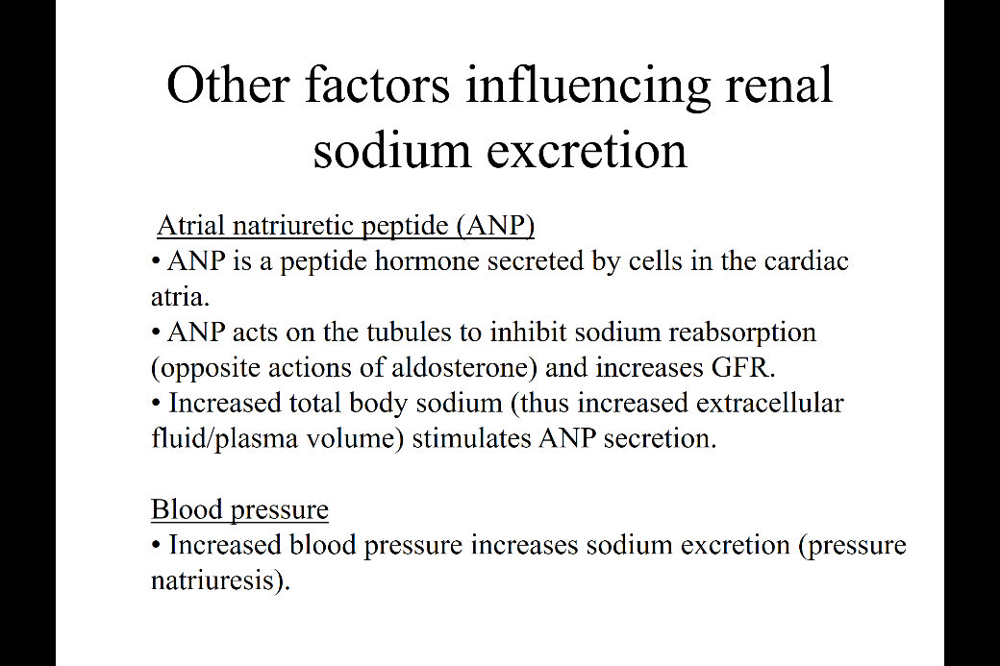 Other factors influencing renal
sodium excretion
Atrial natriuretic peptide (ANP)
• ANP is a peptide hormone secreted by cells in the cardiac
atria.
• ANP acts on the tubules to inhibit sodium reabsorption
(opposite actions of aldosterone) and increases GFR.
• Increased total body sodium (thus increased extracellular
fluid/plasma volume) stimulates ANP secretion.
Blood pressure
• Increased blood pressure increases sodium excretion (pressure
natriuresis).